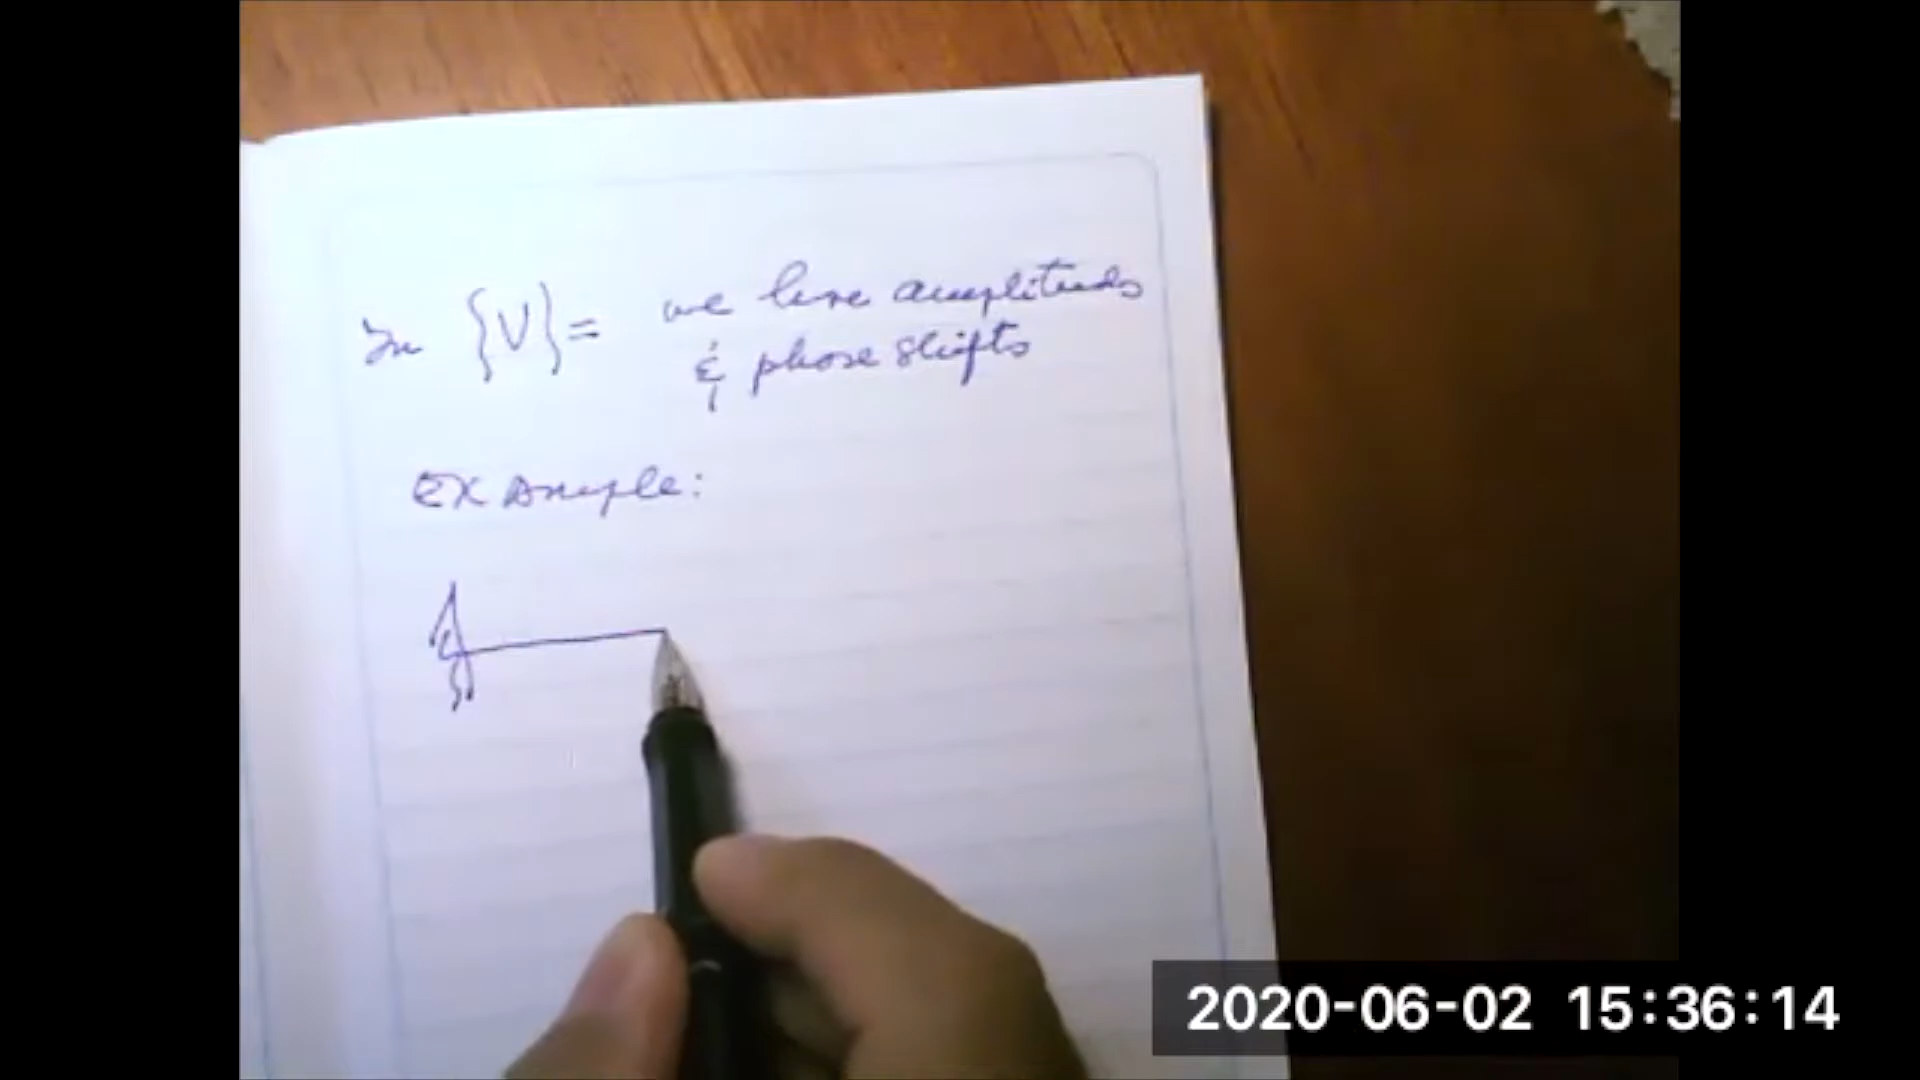 In {V} = we have amplitudes
& phase shifts
Example:
2020-06-02 15:36:14